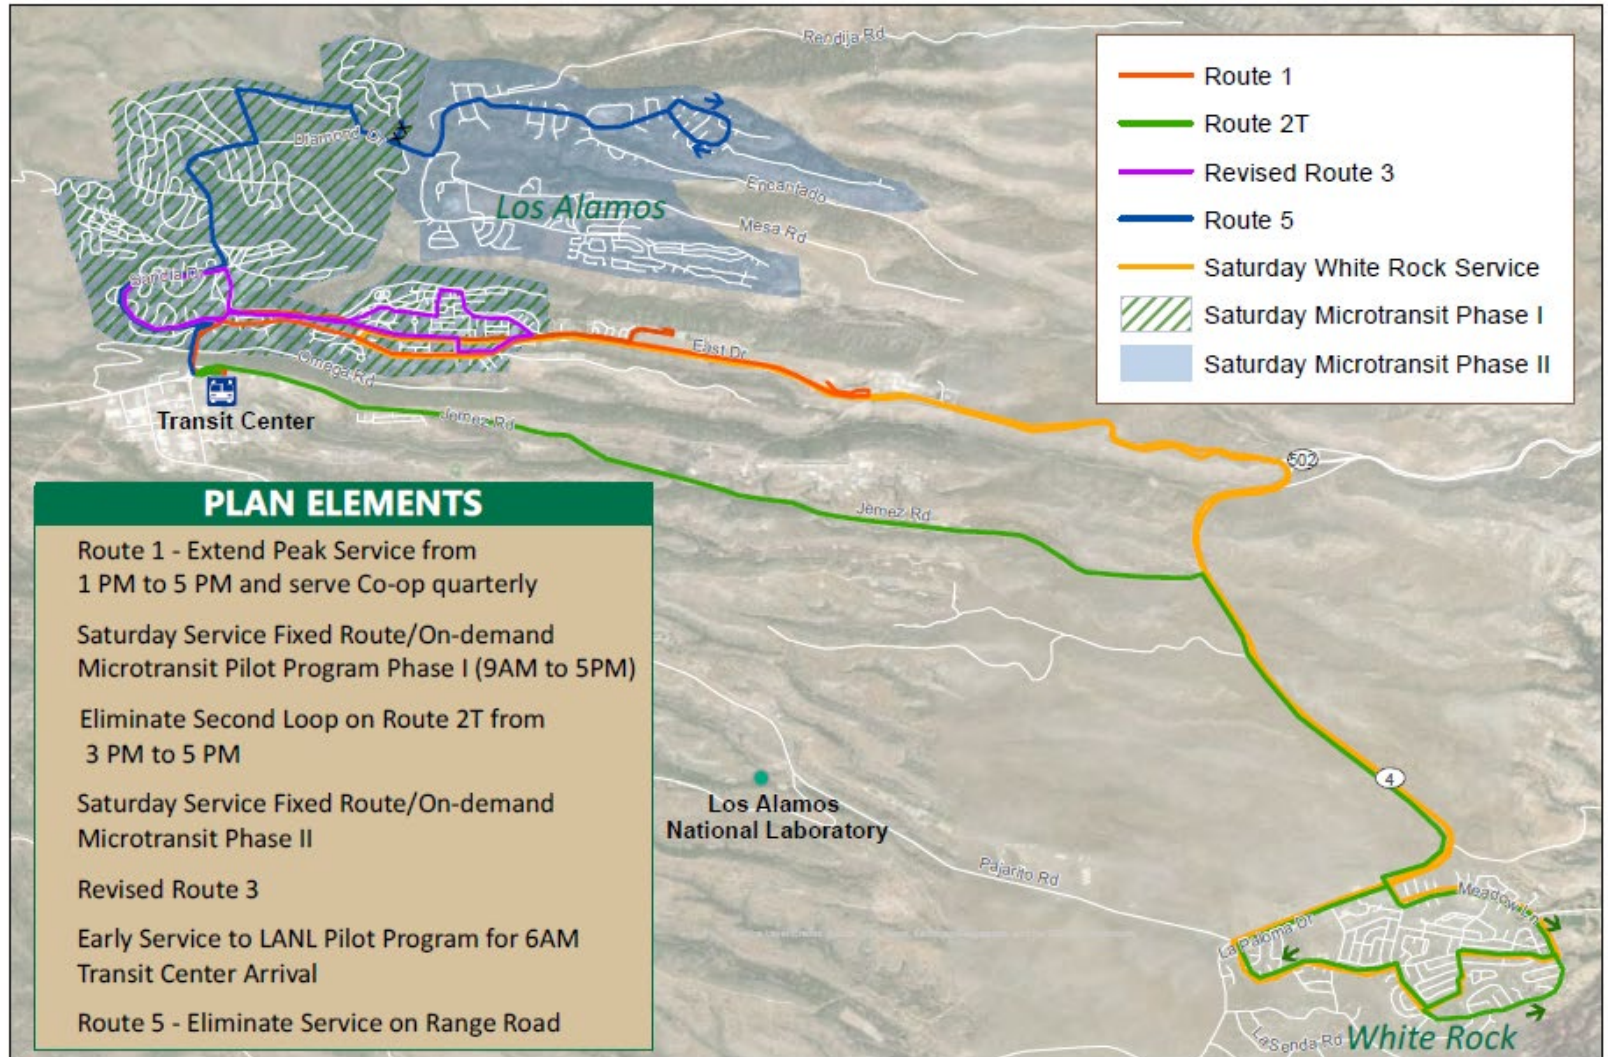 Rendija Rd
Diamond Dr
Los Alamos
Encantado
Mesa Rd
Sandia Dr
Omega Rd
East Dr
Transit Center
Jemez Rd
Jemez Rd
502
4
Los Alamos
National Laboratory
Pajarito Rd
Meadow Ln
La Paloma Dr
LaSenda Rd
White Rock
Route 1
Route 2T
Revised Route 3
Route 5
Saturday White Rock Service
Saturday Microtransit Phase I
Saturday Microtransit Phase II
PLAN ELEMENTS
Route 1 - Extend Peak Service from
1 PM to 5 PM and serve Co-op quarterly
Saturday Service Fixed Route/On-demand
Microtransit Pilot Program Phase I (9AM to 5PM)
Eliminate Second Loop on Route 2T from
3 PM to 5 PM
Saturday Service Fixed Route/On-demand
Microtransit Phase II
Revised Route 3
Early Service to LANL Pilot Program for 6AM
Transit Center Arrival
Route 5 - Eliminate Service on Range Road